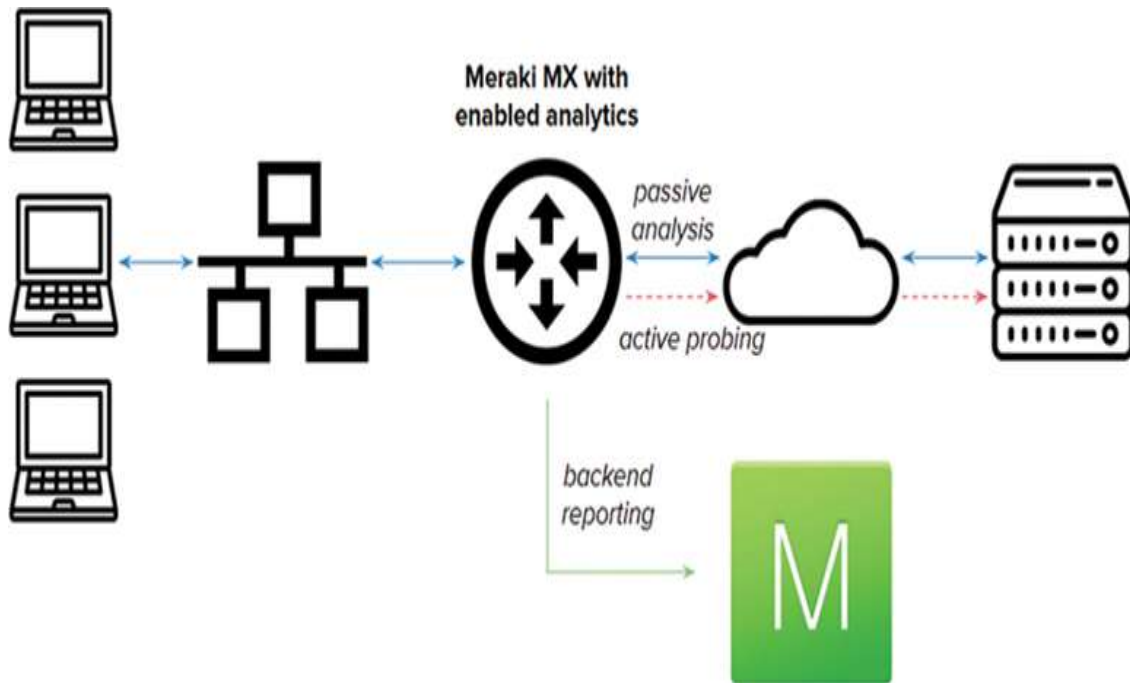 Meraki MX with
enabled analytics
passive
analysis
active probing
backend
reporting
M